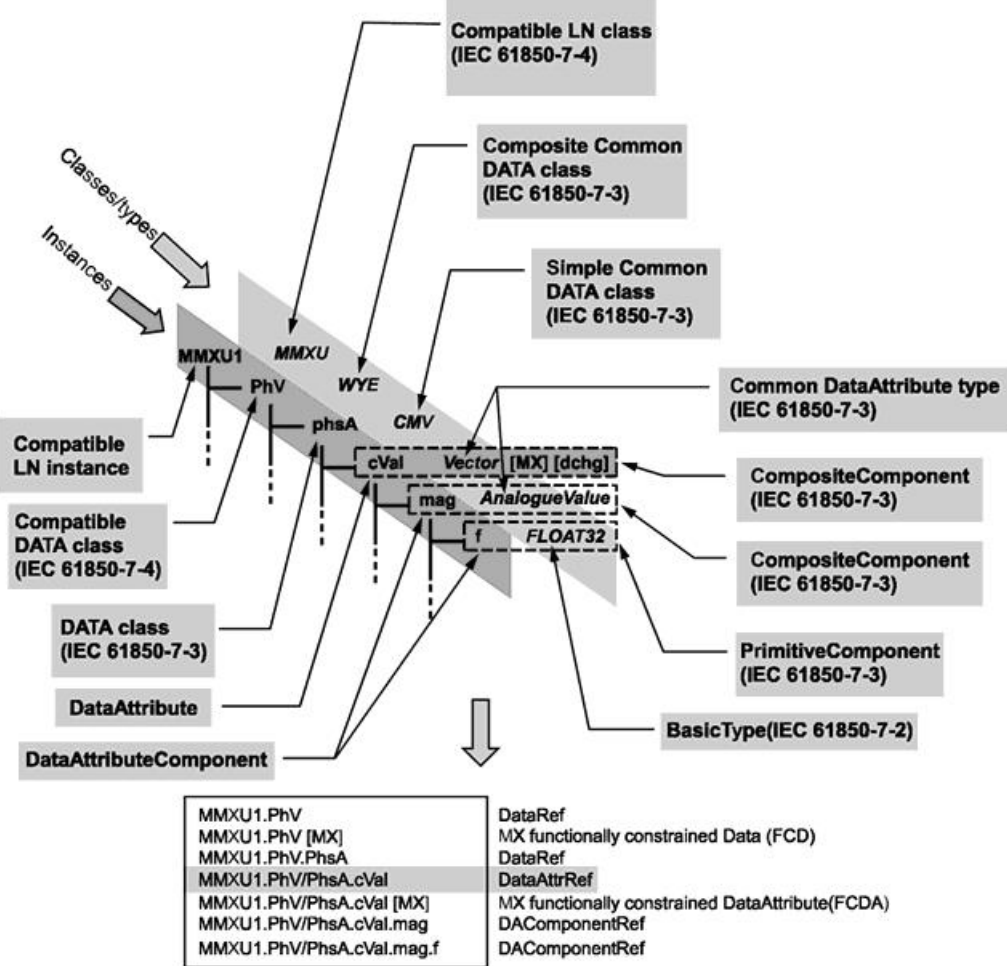 Compatible LN class
(IEC 61850-7-4)
Composite Common
DATA class
(IEC 61850-7-3)
Classes/types
Instances
Simple Common
DATA class
(IEC 61850-7-3)
MMXU1
MMXU
PhV
WYE
phsA
CMV
Common DataAttribute type
(IEC 61850-7-3)
Compatible
LN instance
cVal Vector [MX] [dchg]
CompositeComponent
(IEC 61850-7-3)
mag AnalogueValue
Compatible
DATA class
(IEC 61850-7-4)
f FLOAT32
CompositeComponent
(IEC 61850-7-3)
DATA class
(IEC 61850-7-3)
PrimitiveComponent
(IEC 61850-7-3)
DataAttribute
BasicType(IEC 61850-7-2)
DataAttributeComponent
MMXU1.PhV DataRef
MMXU1.PhV [MX] MX functionally constrained Data (FCD)
MMXU1.PhV.PhsA DataRef
MMXU1.PhV/PhsA.cVal DataAttrRef
MMXU1.PhV/PhsA.cVal [MX] MX functionally constrained DataAttribute(FCDA)
MMXU1.PhV/PhsA.cVal.mag DAComponentRef
MMXU1.PhV/PhsA.cVal.mag.f DAComponentRef